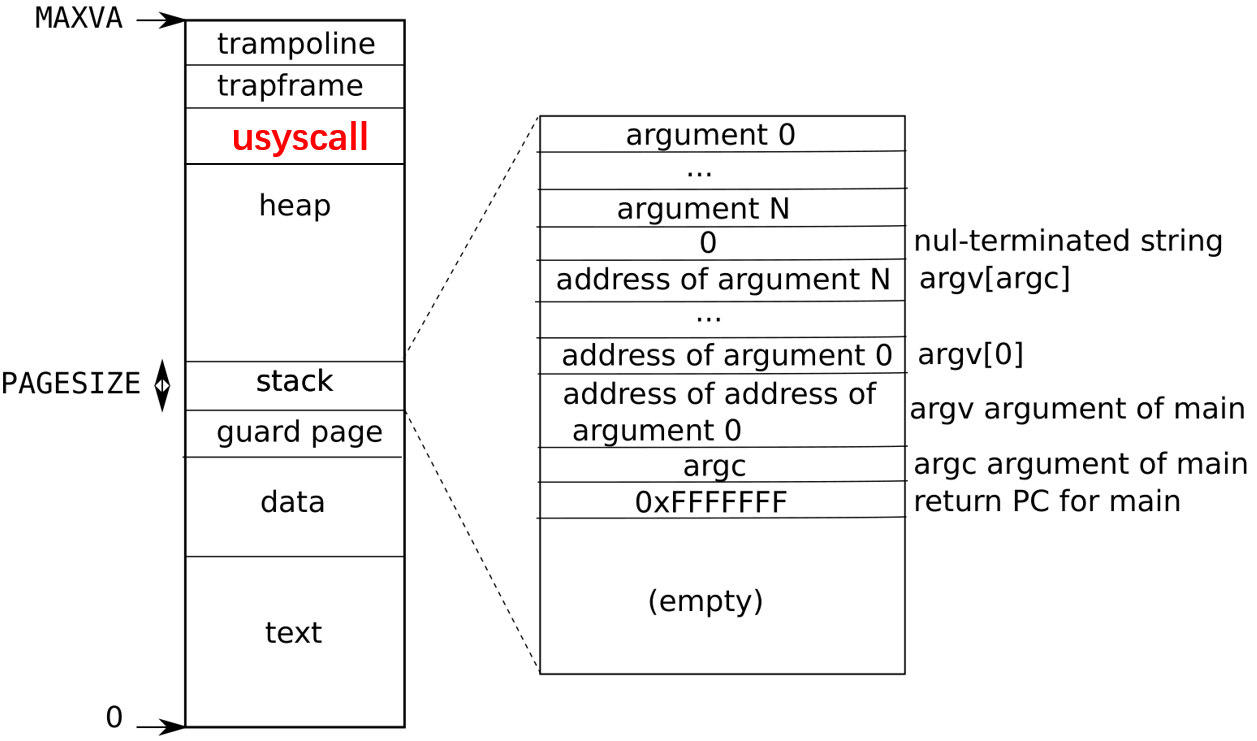 MAXVA
trampoline
trapframe
usyscall
heap
PAGESIZE
stack
guard page
data
text
0
argument 0
...
argument N
0
nul-terminated string
address of argument N
argv[argc]
...
address of argument 0
argv[0]
address of address of
argument 0
argv argument of main
argc
argc argument of main
0xFFFFFFF
return PC for main
(empty)